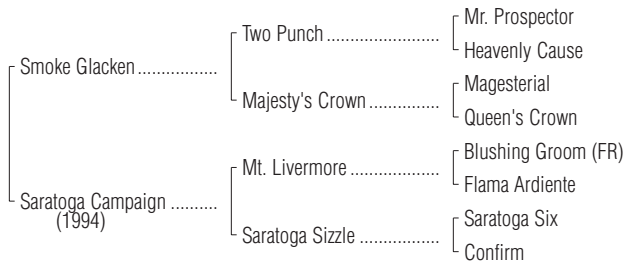 Mr. Prospector
Two Punch ........................
Heavenly Cause
Smoke Glacken .................
Magesterial
Majesty's Crown ...............
Queen's Crown
Blushing Groom (FR)
Mt. Livermore ...................
Flama Ardiente
Saratoga Campaign ..........
(1994)
Saratoga Six
Saratoga Sizzle .................
Confirm